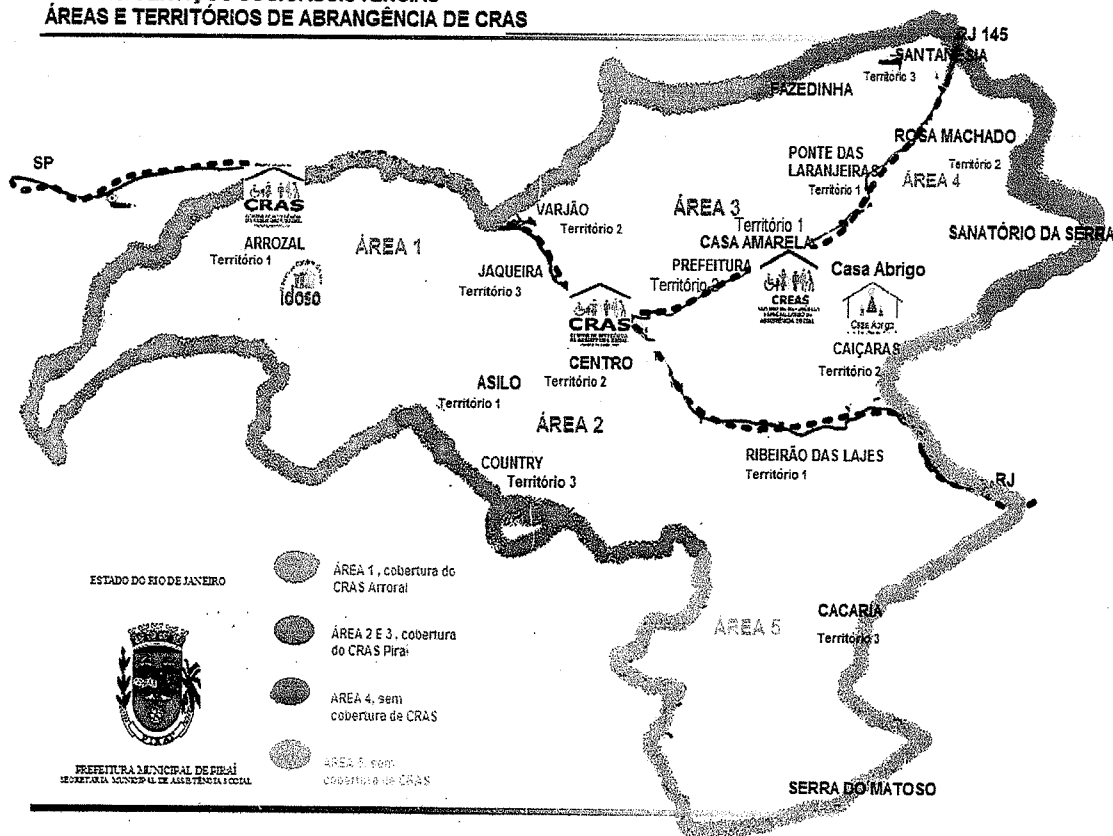 ÁREAS E TERRITÓRIOS DE ABRANGÊNCIA DE CRAS
RJ 145
SANTANÉSIA
Território 3
FAZEDINHA
ROSA MACHADO
Território 2
PONTE DAS
LARANJEIRAS
Território 1
ÁREA 4
SP
CRAS
ARROZAL
Território 1
idoso
ÁREA 1
VARJÃO
Território 2
ÁREA 3
Território 1
CASA AMARELA
SANATÓRIO DA SERRA
JAQUEIRA
Território 3
PREFEITURA
Território 3
CREAS
Casa Abrigo
Casa Abrigo
CRAS
CENTRO
Território 2
CAIÇARAS
Território 2
ASILO
Território 1
ÁREA 2
RIBEIRÃO DAS LAJES
Território 1
COUNTRY
Território 3
RJ
ESTADO DO RIO DE JANEIRO
PIRAÍ
PREFEITURA MUNICIPAL DE PIRAÍ
SECRETARIA MUNICIPAL DE ASSISTÊNCIA SOCIAL
ÁREA 1, cobertura do
CRAS Arroral
ÁREA 2 E 3, cobertura
do CRAS Piraí
ÁREA 4, sem
cobertura de CRAS
ÁREA 5, sem
cobertura de CRAS
ÁREA 5
CACARIA
Território 3
SERRA DO MATOSO